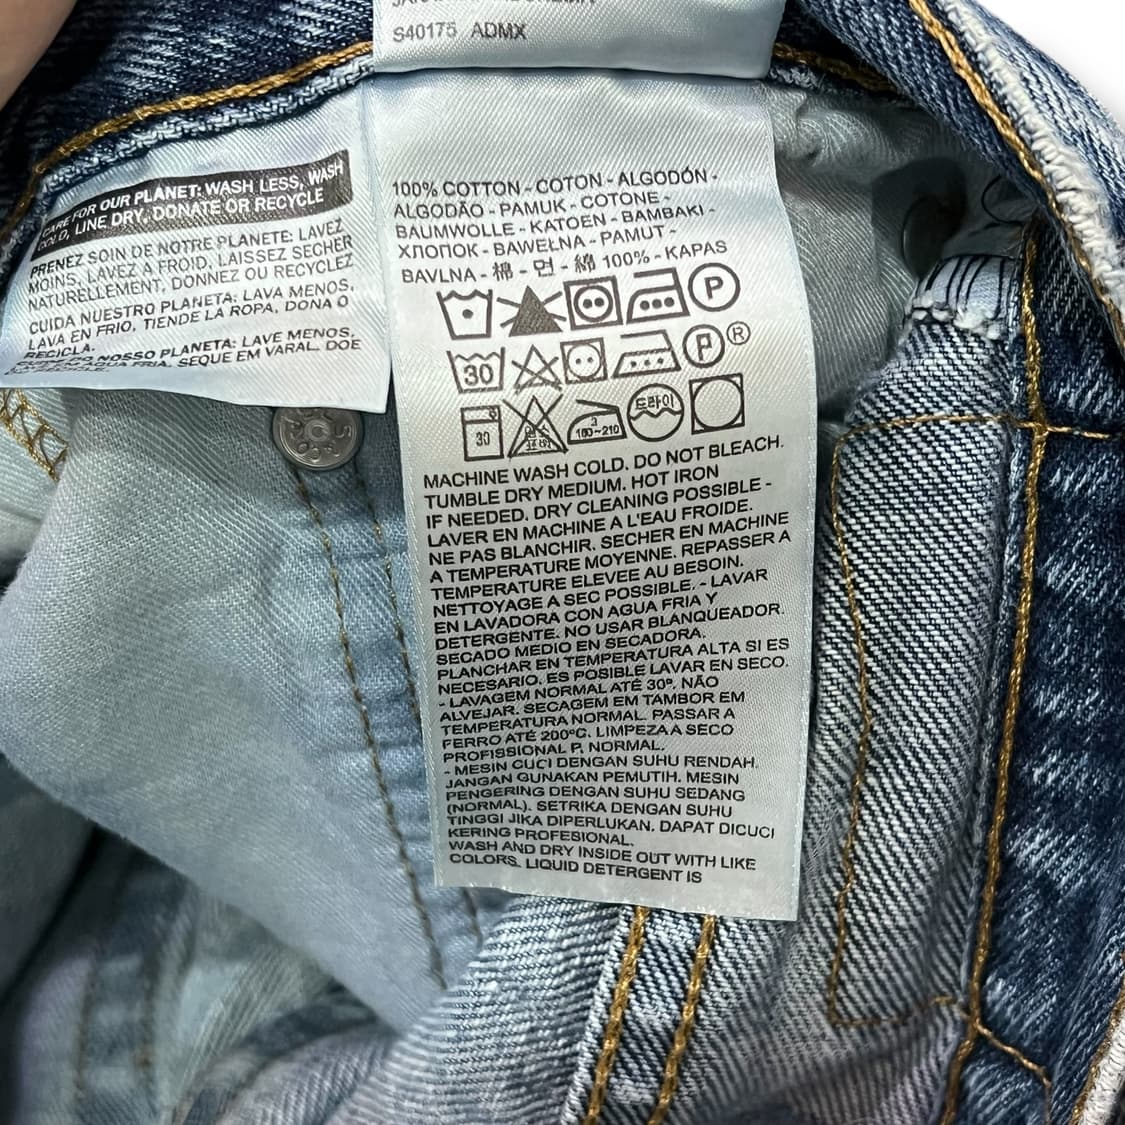 S40175 ADMX
CARE FOR OUR PLANET: WASH LESS, WASH
COLD, LINE DRY, DONATE OR RECYCLE
PRENEZ SOIN DE NOTRE PLANETE: LAVEZ
MOINS, LAVEZ A FROID, LAISSEZ SECHER
NATURELLEMENT, DONNEZ OU RECYCLEZ
CUIDA NUESTRO PLANETA: LAVA MENOS,
LAVA EN FRIO, TIENDE LA ROPA, DONA O
RECICLA.
NOSSO PLANETA: LAVE MENOS,
AGUA FRIA, SEQUE EM VARAL, DOE
100% COTTON - COTON - ALGODÓN -
ALGODÃO - PAMUK - COTONE -
BAUMWOLLE - KATOEN - BAMBAKI -
ХЛОПОК - BAWEŁNA - PAMUT -
BAVLNA - 棉 - 면 - 綿 100% - KAPAS
P
30 P ®
30 3 180~210 드라이
MACHINE WASH COLD. DO NOT BLEACH.
TUMBLE DRY MEDIUM. HOT IRON
IF NEEDED. DRY CLEANING POSSIBLE -
LAVER EN MACHINE A L'EAU FROIDE.
NE PAS BLANCHIR. SECHER EN MACHINE
A TEMPERATURE MOYENNE. REPASSER A
TEMPERATURE ELEVEE AU BESOIN.
NETTOYAGE A SEC POSSIBLE. - LAVAR
EN LAVADORA CON AGUA FRIA Y
DETERGENTE. NO USAR BLANQUEADOR.
SECADO MEDIO EN SECADORA.
PLANCHAR EN TEMPERATURA ALTA SI ES
NECESARIO. ES POSIBLE LAVAR EN SECO.
- LAVAGEM NORMAL ATÉ 30º. NÃO
ALVEJAR. SECAGEM EM TAMBOR EM
TEMPERATURA NORMAL. PASSAR A
FERRO ATÉ 200ºC. LIMPEZA A SECO
PROFISSIONAL P, NORMAL.
- MESIN CUCI DENGAN SUHU RENDAH.
JANGAN GUNAKAN PEMUTIH. MESIN
PENGERING DENGAN SUHU SEDANG
(NORMAL). SETRIKA DENGAN SUHU
TINGGI JIKA DIPERLUKAN. DAPAT DICUCI
KERING PROFESIONAL.
WASH AND DRY INSIDE OUT WITH LIKE
COLORS. LIQUID DETERGENT IS